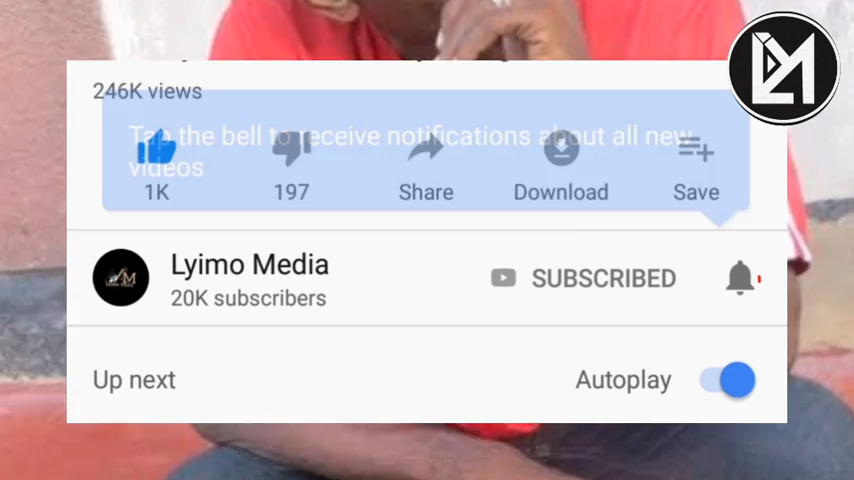 246K views
Tap the bell to receive notifications about all new
videos
1K
197
Share
Download
Save
Lyimo Media
20K subscribers
SUBSCRIBED
Up next
Autoplay